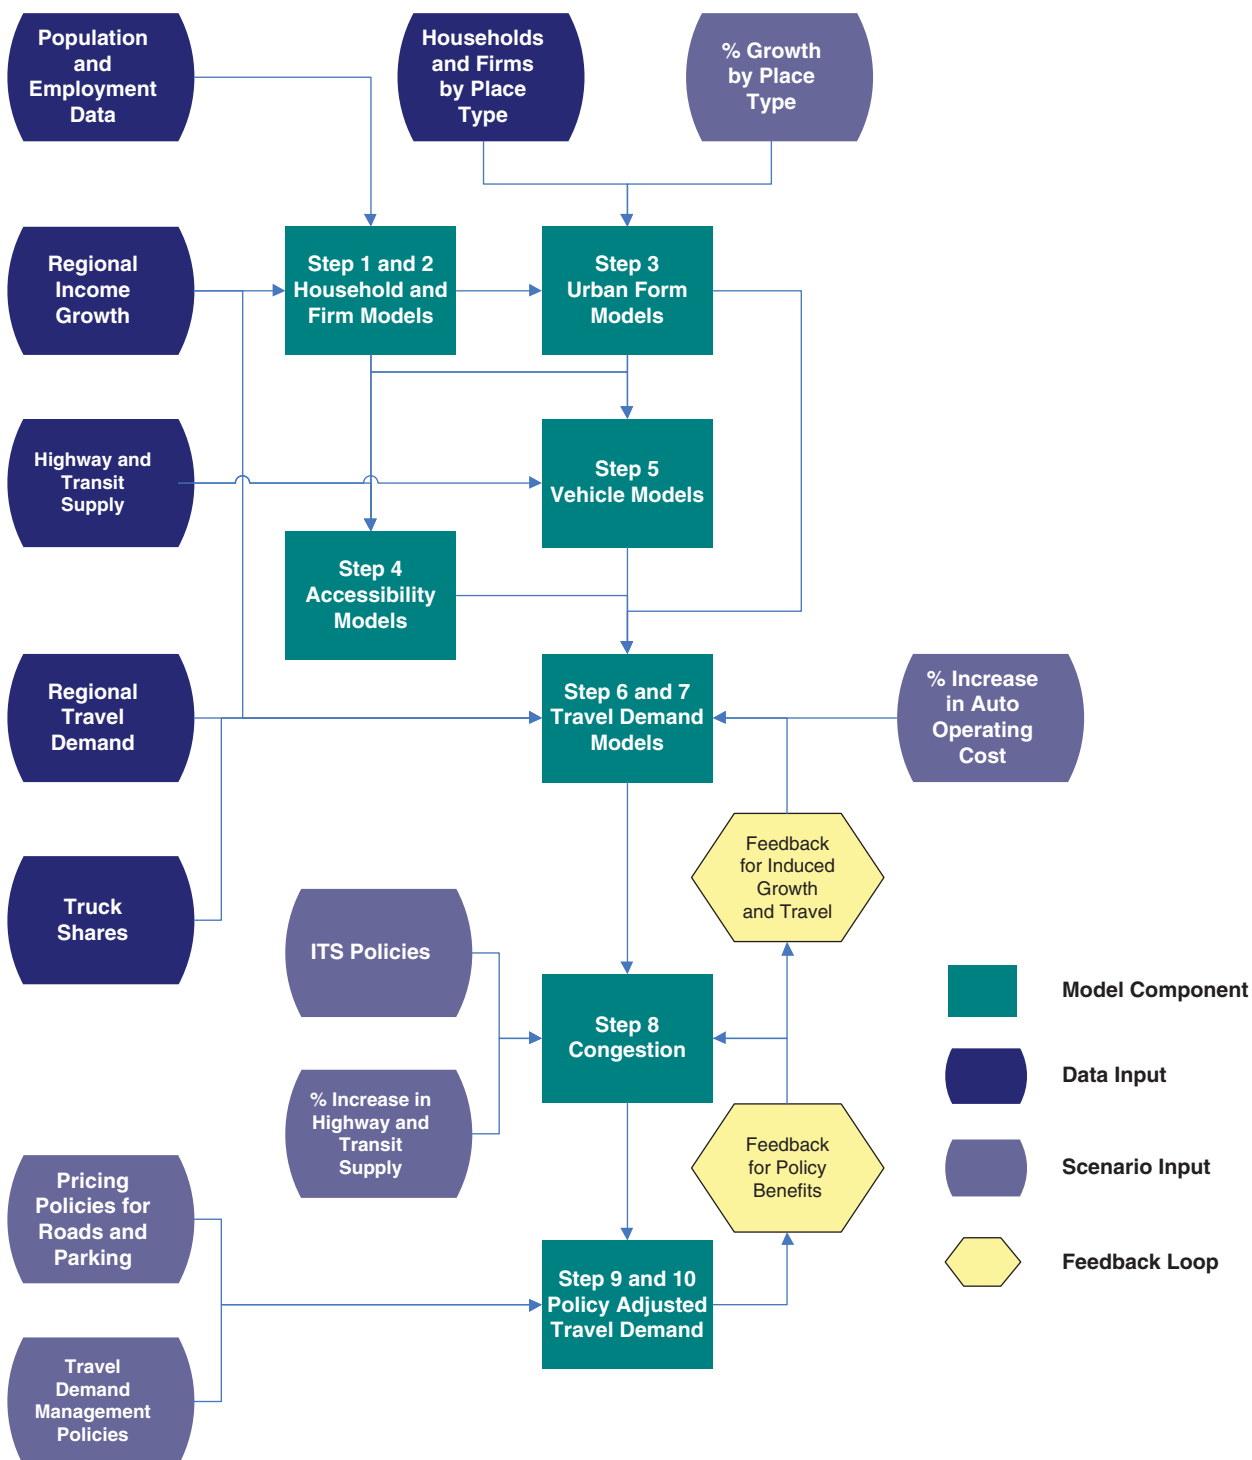 Population
and
Employment
Data
Households
and Firms
by Place
Type
% Growth
by Place
Type
Regional
Income
Growth
Step 1 and 2
Household and
Firm Models
Step 3
Urban Form
Models
Highway and
Transit
Supply
Step 5
Vehicle Models
Step 4
Accessibility
Models
Regional
Travel
Demand
Step 6 and 7
Travel Demand
Models
% Increase
in Auto
Operating
Cost
Truck
Shares
Feedback
for Induced
Growth
and Travel
ITS Policies
Step 8
Congestion
% Increase in
Highway and
Transit
Supply
Feedback
for Policy
Benefits
Pricing
Policies for
Roads and
Parking
Step 9 and 10
Policy Adjusted
Travel Demand
Travel
Demand
Management
Policies
Model Component
Data Input
Scenario Input
Feedback Loop